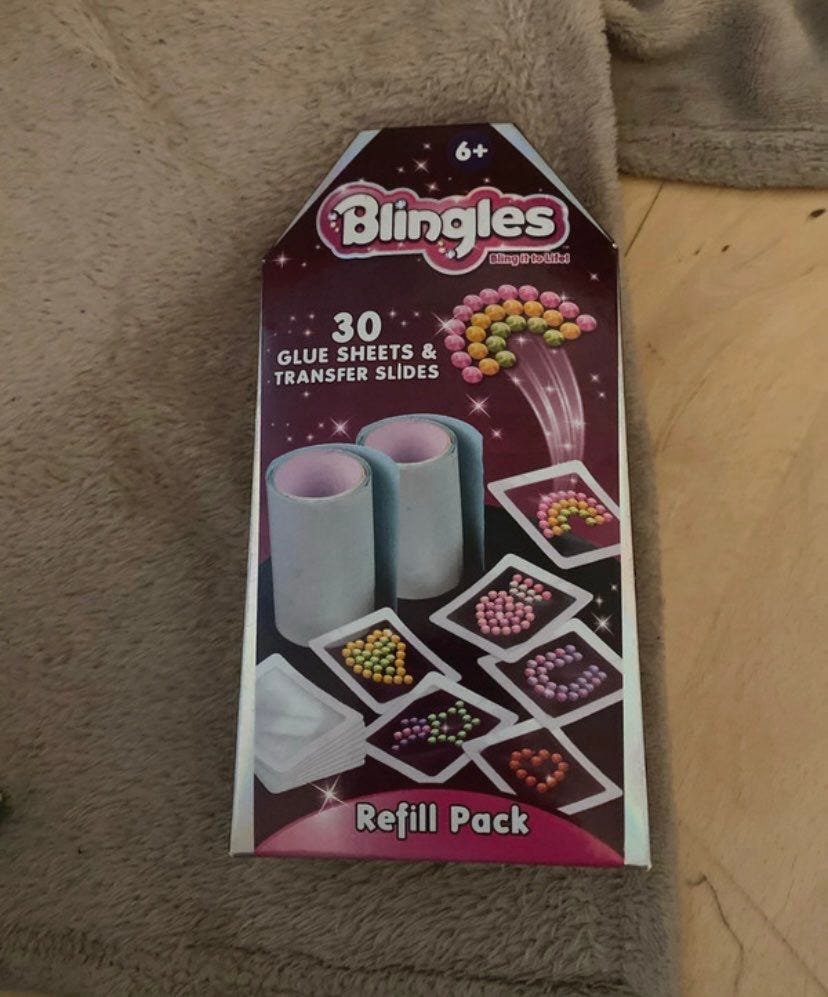 6+
Blingles
Bling it to Life!
30
GLUE SHEETS &
TRANSFER SLIDES
Refill Pack